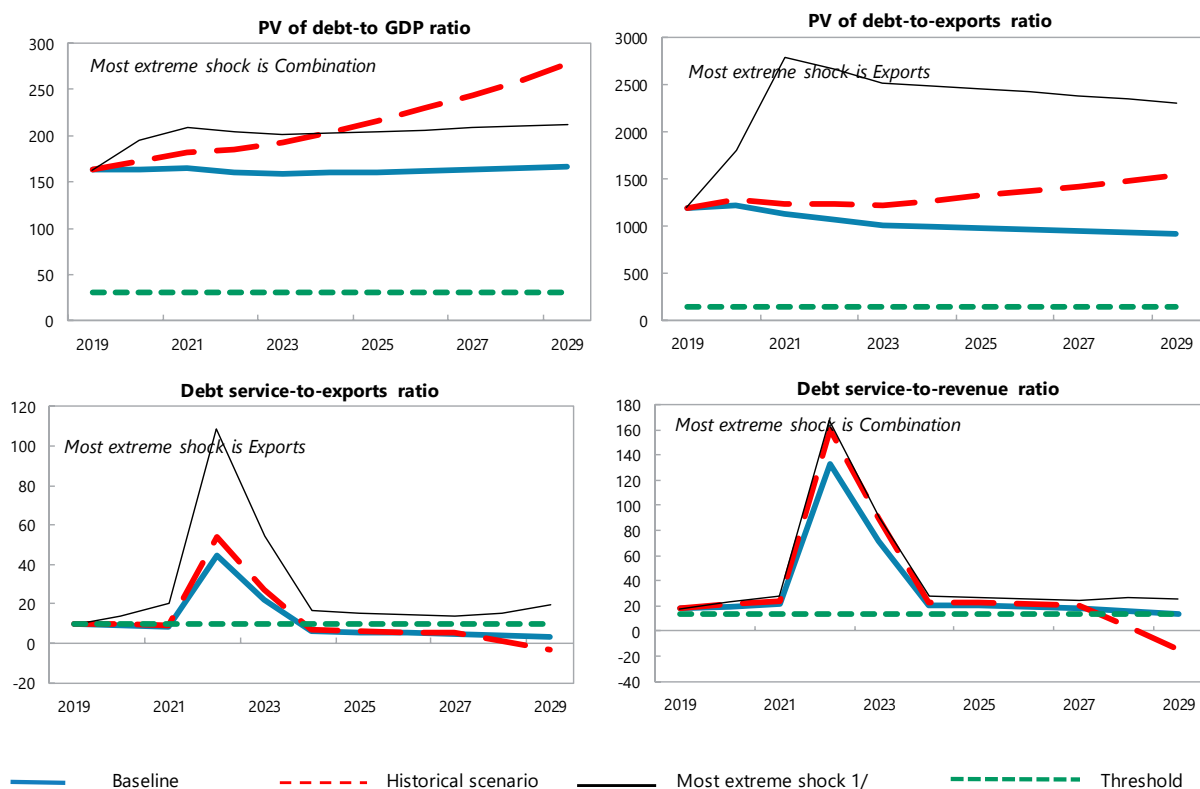 PV of debt-to GDP ratio
300
250
200
150
100
50
0
Most extreme shock is Combination
2019 2021 2023 2025 2027 2029
PV of debt-to-exports ratio
3000
2500
2000
1500
1000
500
0
Most extreme shock is Exports
2019 2021 2023 2025 2027 2029
Debt service-to-exports ratio
120
100
80
60
40
20
0
-20
Most extreme shock is Exports
2019 2021 2023 2025 2027 2029
Debt service-to-revenue ratio
180
160
140
120
100
80
60
40
20
0
-20
-40
Most extreme shock is Combination
2019 2021 2023 2025 2027 2029
Baseline Historical scenario Most extreme shock 1/ Threshold